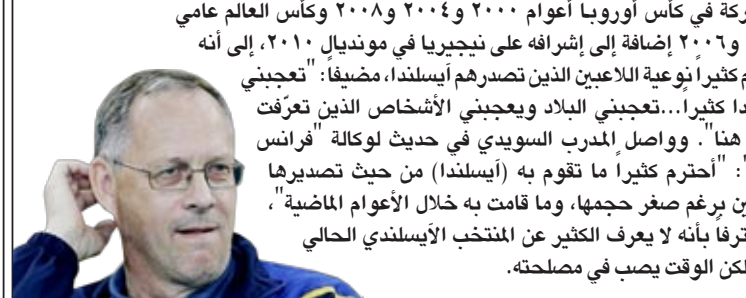 ركة في كأس أوروبا أعوام ٢٠٠٠ و٢٠٠٤ و٢٠٠٨ وكأس العالم عامي
و٢٠٠٦ إضافة إلى إشرافه على نيجيريا في مونديال ٢٠١٠، إلى أنه
م كثيراً نوعية اللاعبين الذين تصدرهم آيسلندا، مضيفاً: "تعجبني
دا كثيراً...تعجبني البلاد ويعجبني الأشخاص الذين تعرّفت
هنا". وواصل المدرب السويدي في حديث لوكالة "فرانس
": "أحترم كثيراً ما تقوم به (آيسلندا) من حيث تصديرها
ين برغم صغر حجمها، وما قامت به خلال الأعوام الماضية"،
ترفاً بأنه لا يعرف الكثير عن المنتخب الآيسلندي الحالي
لكن الوقت يصب في مصلحته.